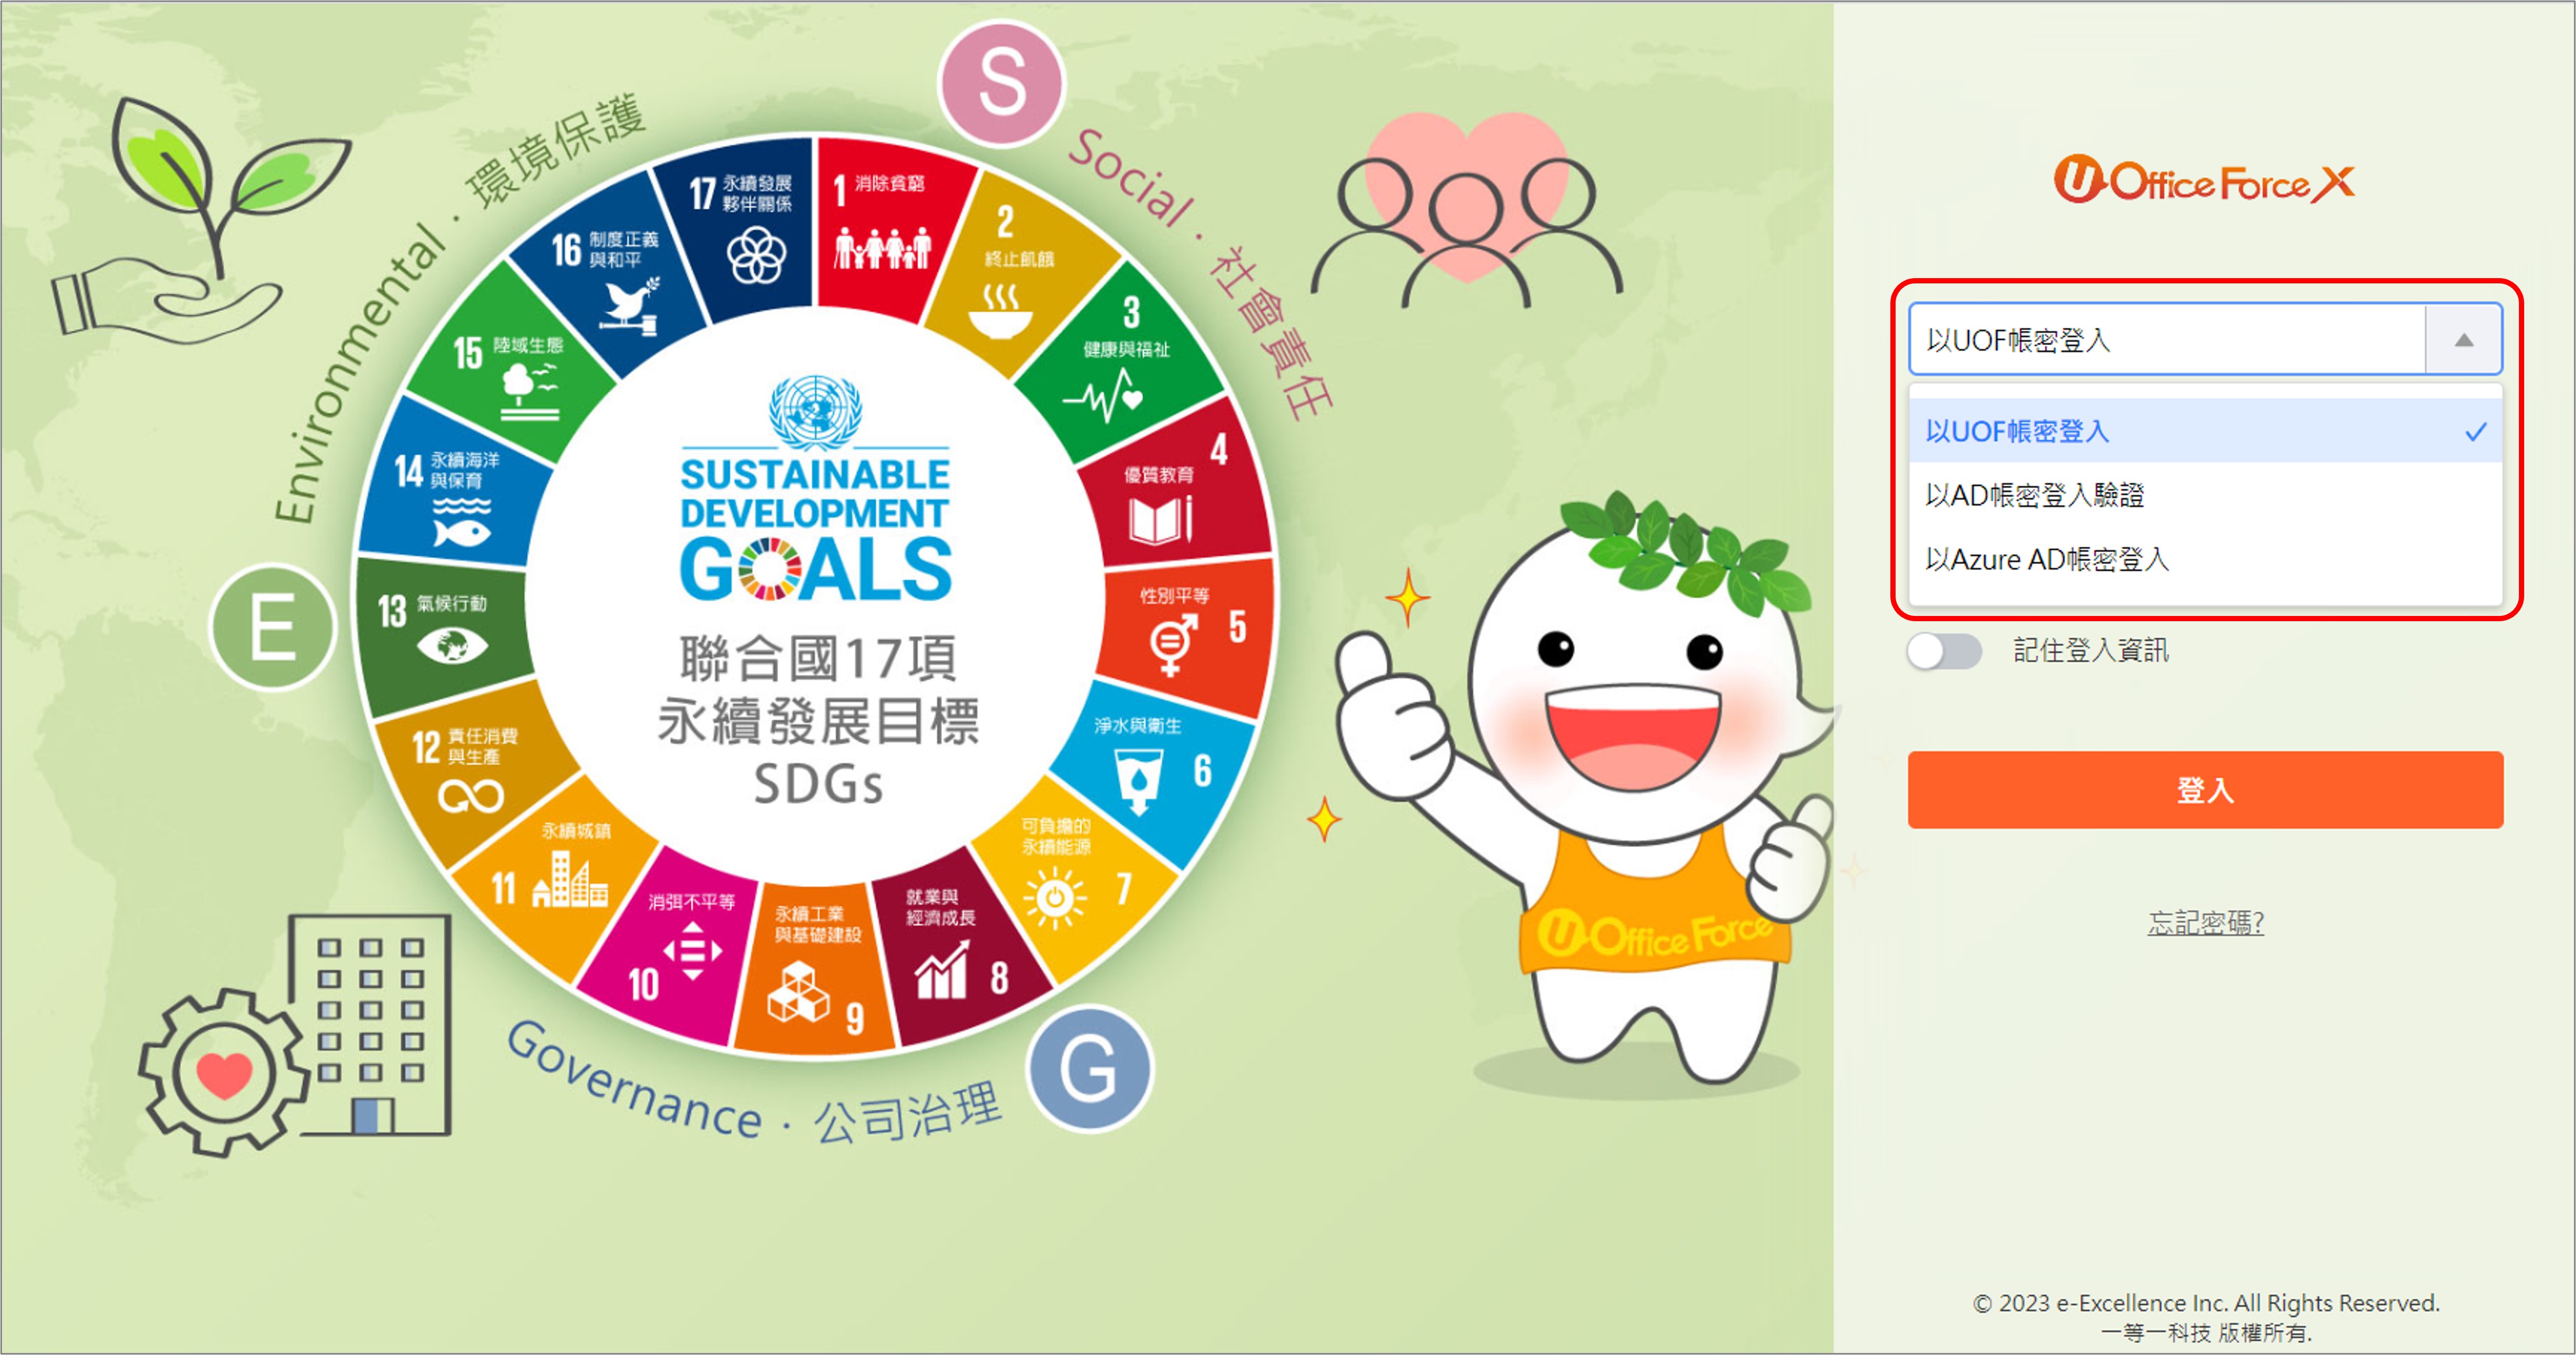 S
Social · 社會責任
Environmental · 環境保護
E
Governance · 公司治理
G
1 消除貧窮
2
終止飢餓
3
健康與福祉
4
優質教育
性別平等
5
淨水與衛生
6
可負擔的
永續能源
7
就業與
經濟成長
8
永續工業
與基礎建設
9
消弭不平等
10
永續城鎮
11
12 責任消費
與生產
13 氣候行動
14 永續海洋
與保育
15 陸域生態
16 制度正義
與和平
17 永續發展
夥伴關係
SUSTAINABLE
DEVELOPMENT
GOALS
聯合國17項
永續發展目標
SDGs
U-Office Force
U-Office Force X
以UOF帳密登入
以UOF帳密登入
以AD帳密登入驗證
以Azure AD帳密登入
記住登入資訊
登入
忘記密碼?
© 2023 e-Excellence Inc. All Rights Reserved.
一等一科技 版權所有.